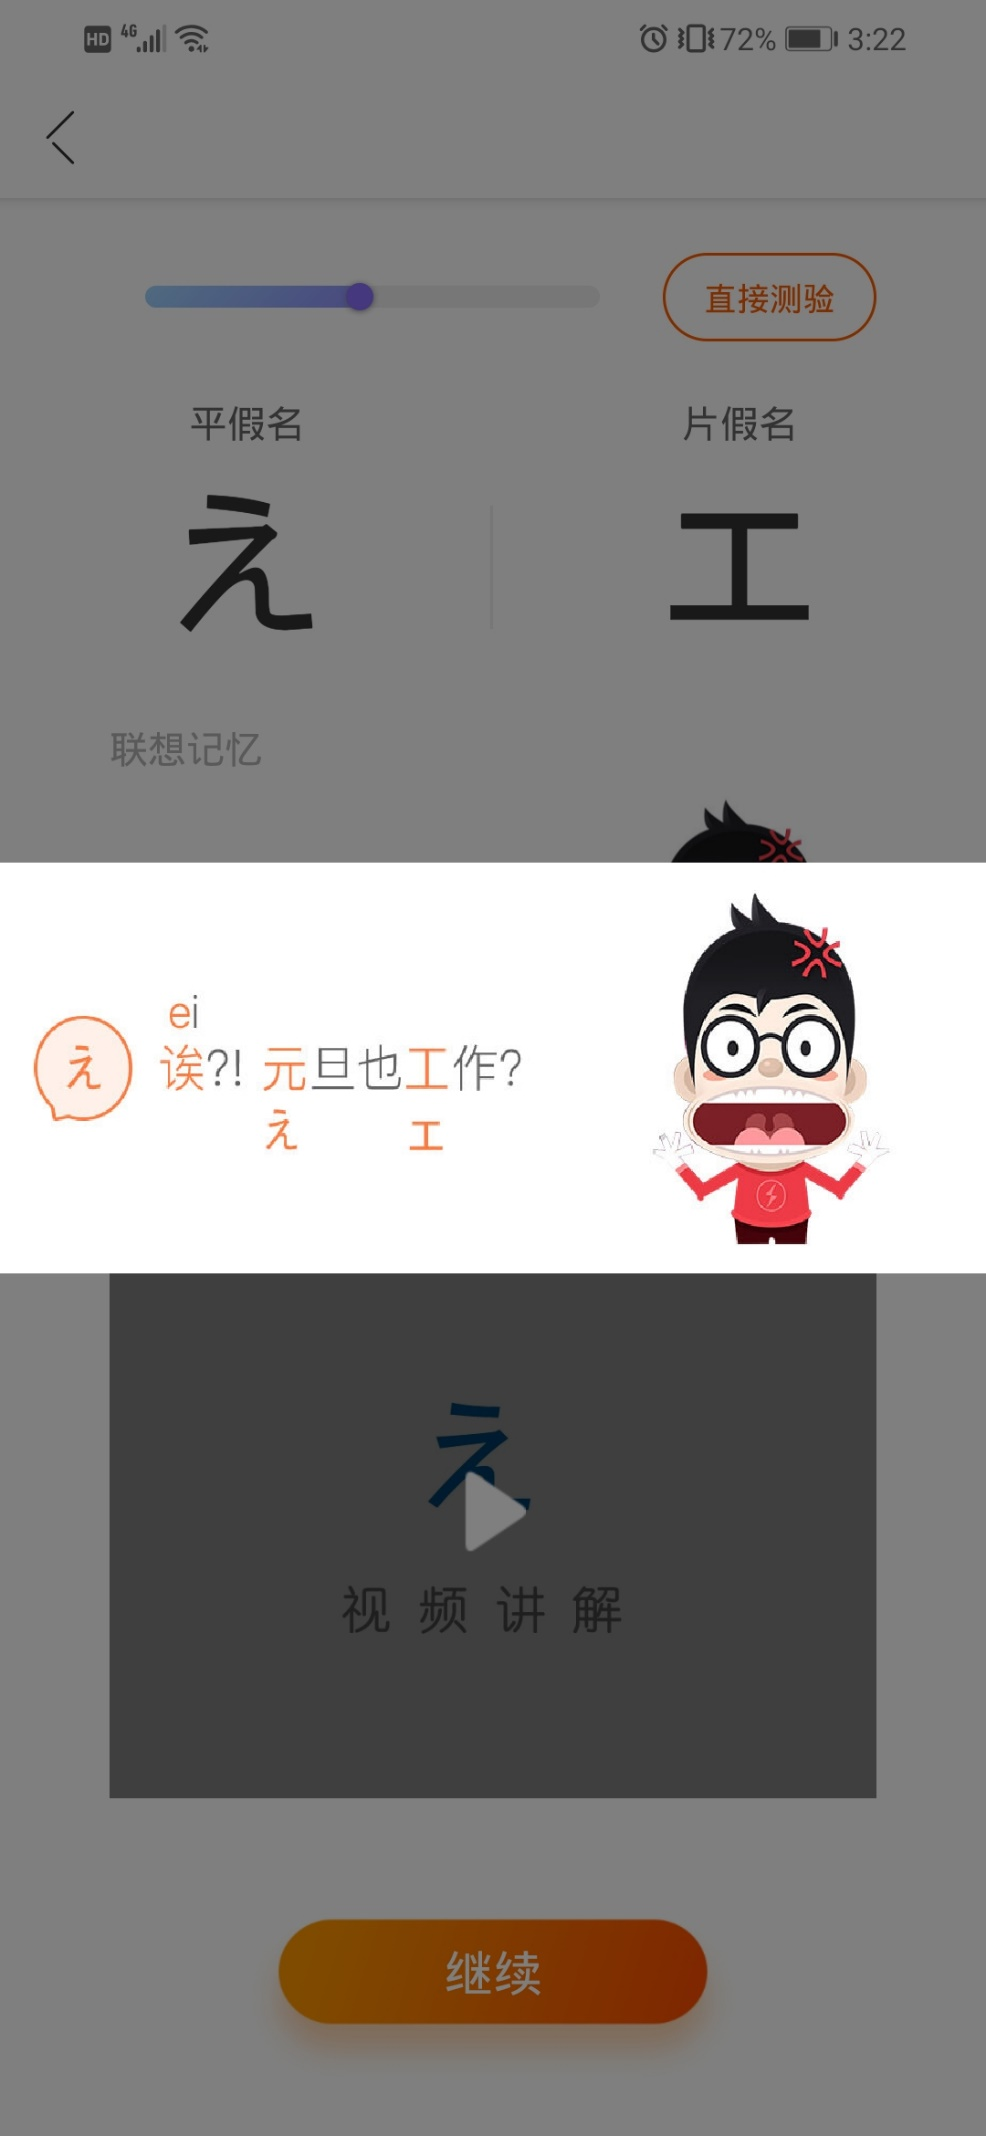 HD 4G 72% 3:22
直接测验
平假名 片假名
え エ
联想记忆
ei
え 诶?! 元旦也工作?
え エ
え
视频讲解
继续